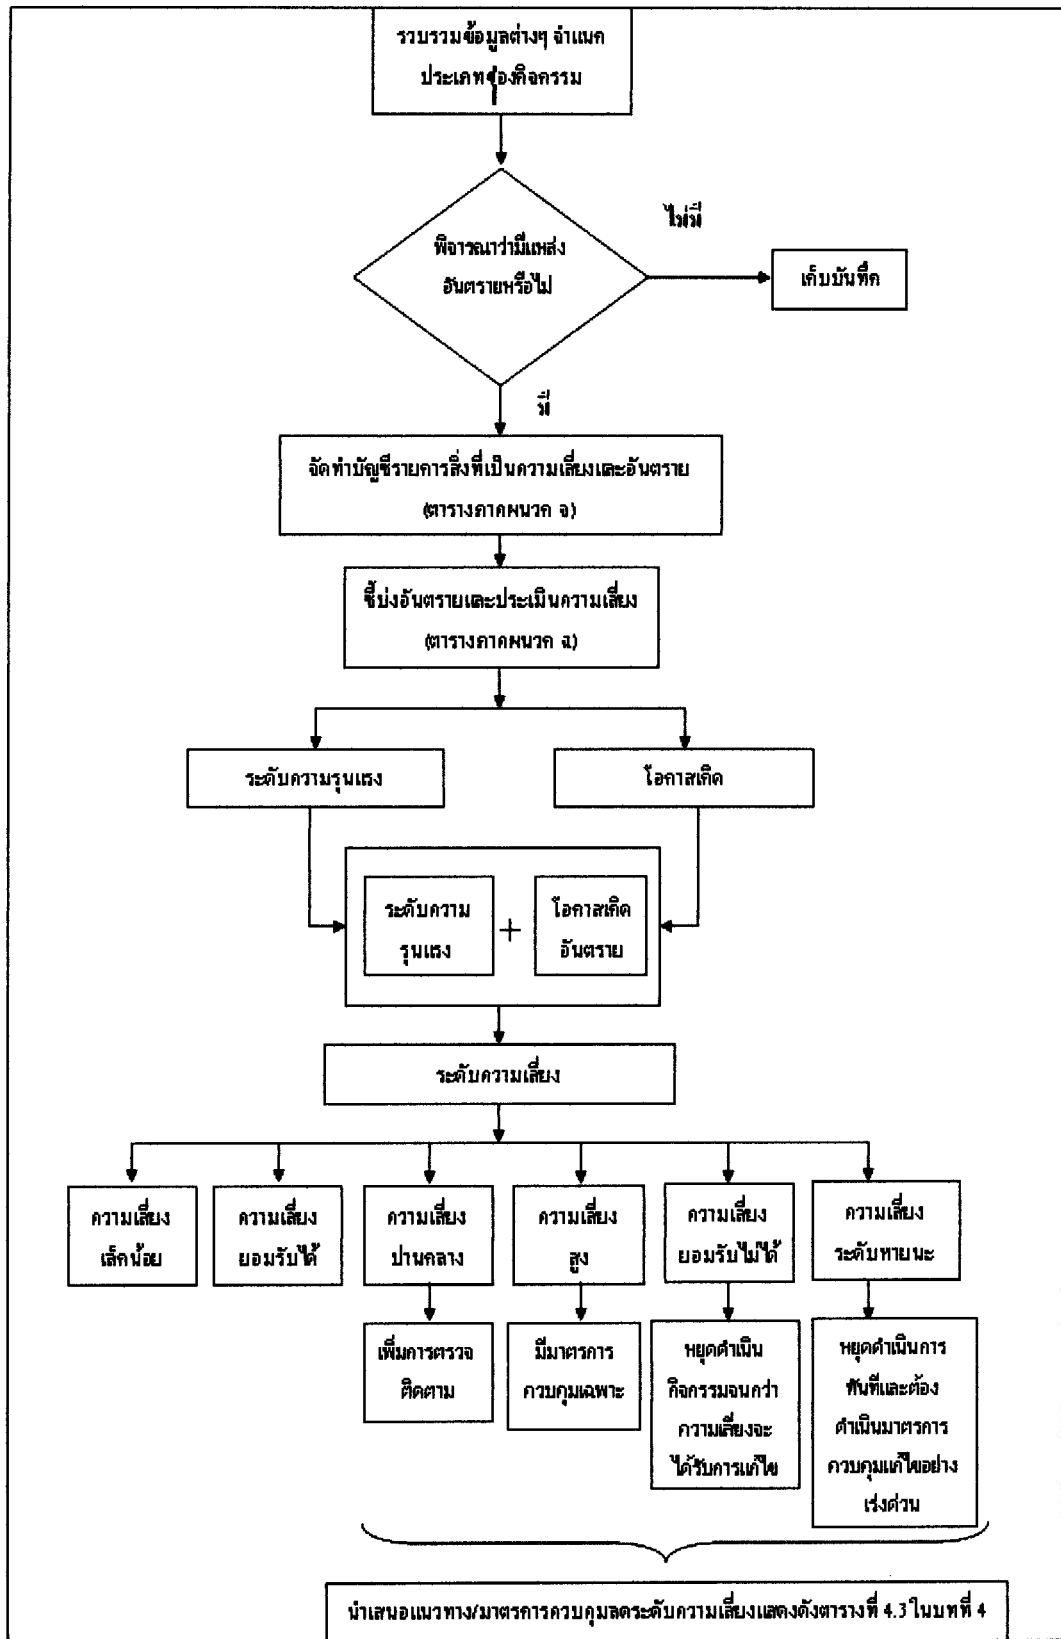 รวบรวมข้อมูลต่างๆ จำแนก
ประเภทของกิจกรรม
พิจารณาว่ามีแหล่ง
อันตรายหรือไม่
ไม่มี
เก็บบันทึก
มี
จัดทำบัญชีรายการสิ่งที่เป็นความเสี่ยงและอันตราย
(ตารางภาคผนวก จ)
ชี้บ่งอันตรายและประเมินความเสี่ยง
(ตารางภาคผนวก ฉ)
ระดับความรุนแรง
โอกาสเกิด
ระดับความ
รุนแรง
+
โอกาสเกิด
อันตราย
ระดับความเสี่ยง
ความเสี่ยง
เล็กน้อย
ความเสี่ยง
ยอมรับได้
ความเสี่ยง
ปานกลาง
ความเสี่ยง
สูง
ความเสี่ยง
ยอมรับไม่ได้
ความเสี่ยง
ระดับหายนะ
เพิ่มการตรวจ
ติดตาม
มีมาตรการ
ควบคุมเฉพาะ
หยุดดำเนิน
กิจกรรมจนกว่า
ความเสี่ยงจะ
ได้รับการแก้ไข
หยุดดำเนินการ
ทันทีและต้อง
ดำเนินมาตรการ
ควบคุมแก้ไขอย่าง
เร่งด่วน
นำเสนอแนวทาง/มาตรการควบคุมลดระดับความเสี่ยงแสดงดังตารางที่ 4.3 ในบทที่ 4